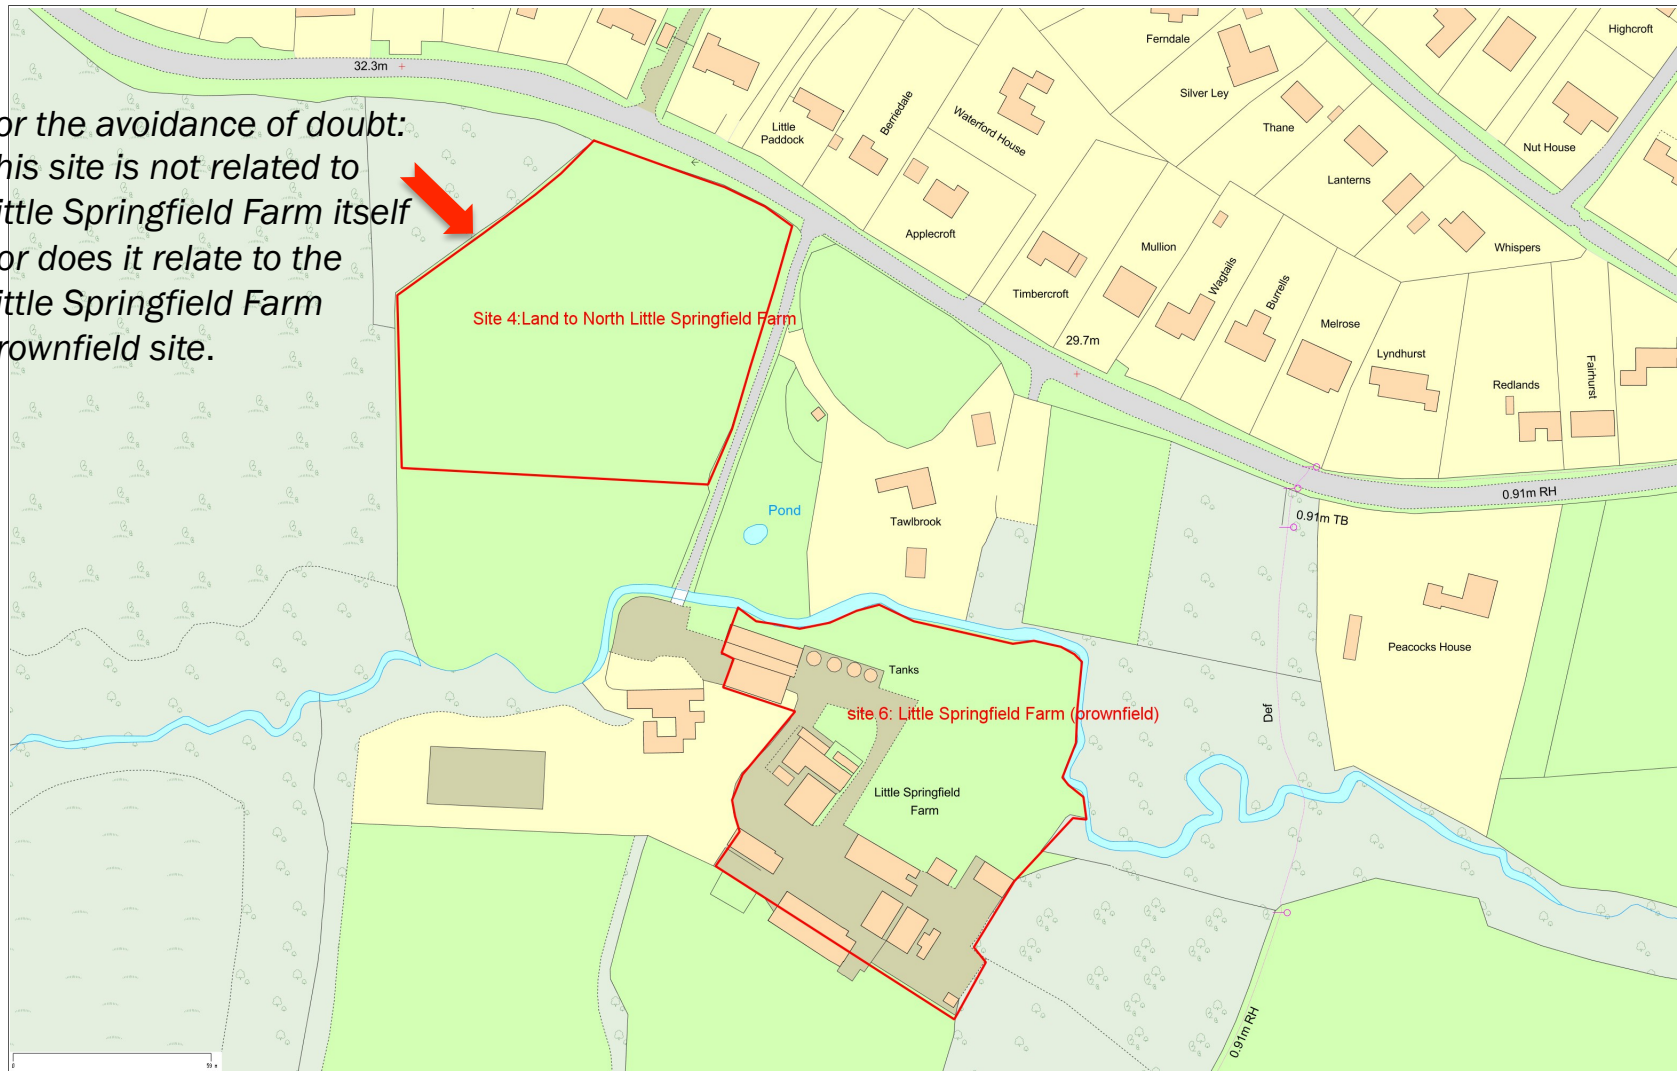 Highcroft
Ferndale
32.3m
Silver Ley
Berriedale
Waterford House
Little
Paddock
Thane
or the avoidance of doubt:
his site is not related to
ittle Springfield Farm itself
or does it relate to the
ittle Springfield Farm
rownfield site.
Nut House
Lanterns
Applecroft
Mullion
Whispers
Wagtails
Timbercroft
Burrells
Site 4:Land to North Little Springfield Farm
Melrose
29.7m
Lyndhurst
Redlands
Fairhurst
0.91m RH
Pond
0.91m TB
Tawlbrook
Peacocks House
Tanks
Def
site 6: Little Springfield Farm (brownfield)
Little Springfield
Farm
0.91m RH
0